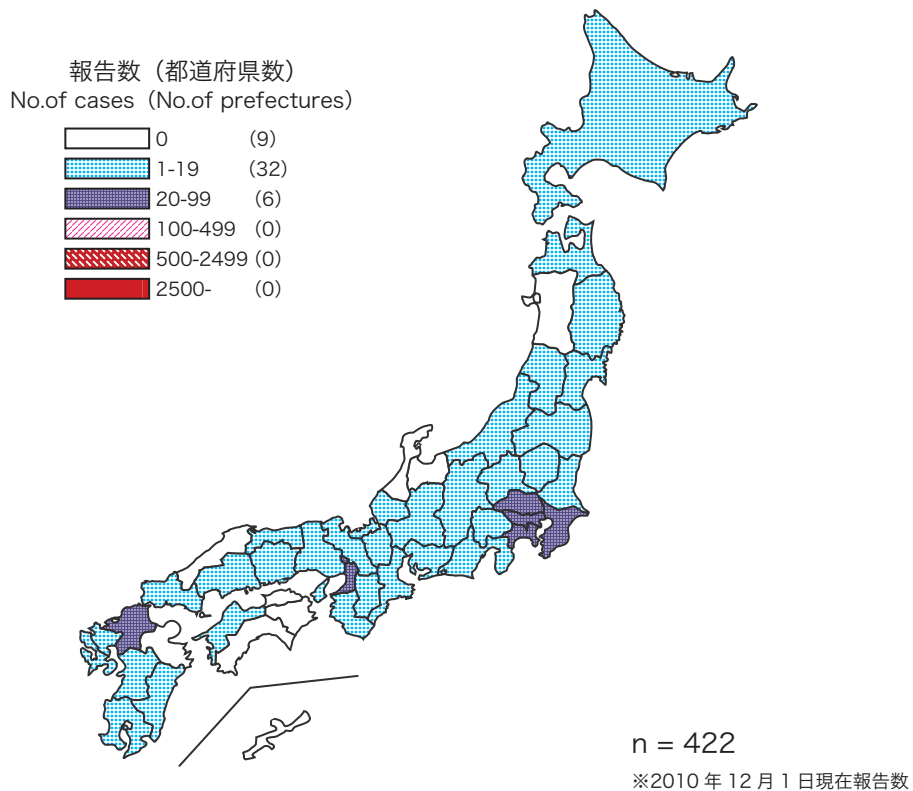 報告数（都道府県数）
No.of cases（No.of prefectures）
0 (9)
1-19 (32)
20-99 (6)
100-499 (0)
500-2499 (0)
2500- (0)
n = 422
※2010 年 12 月 1 日現在報告数